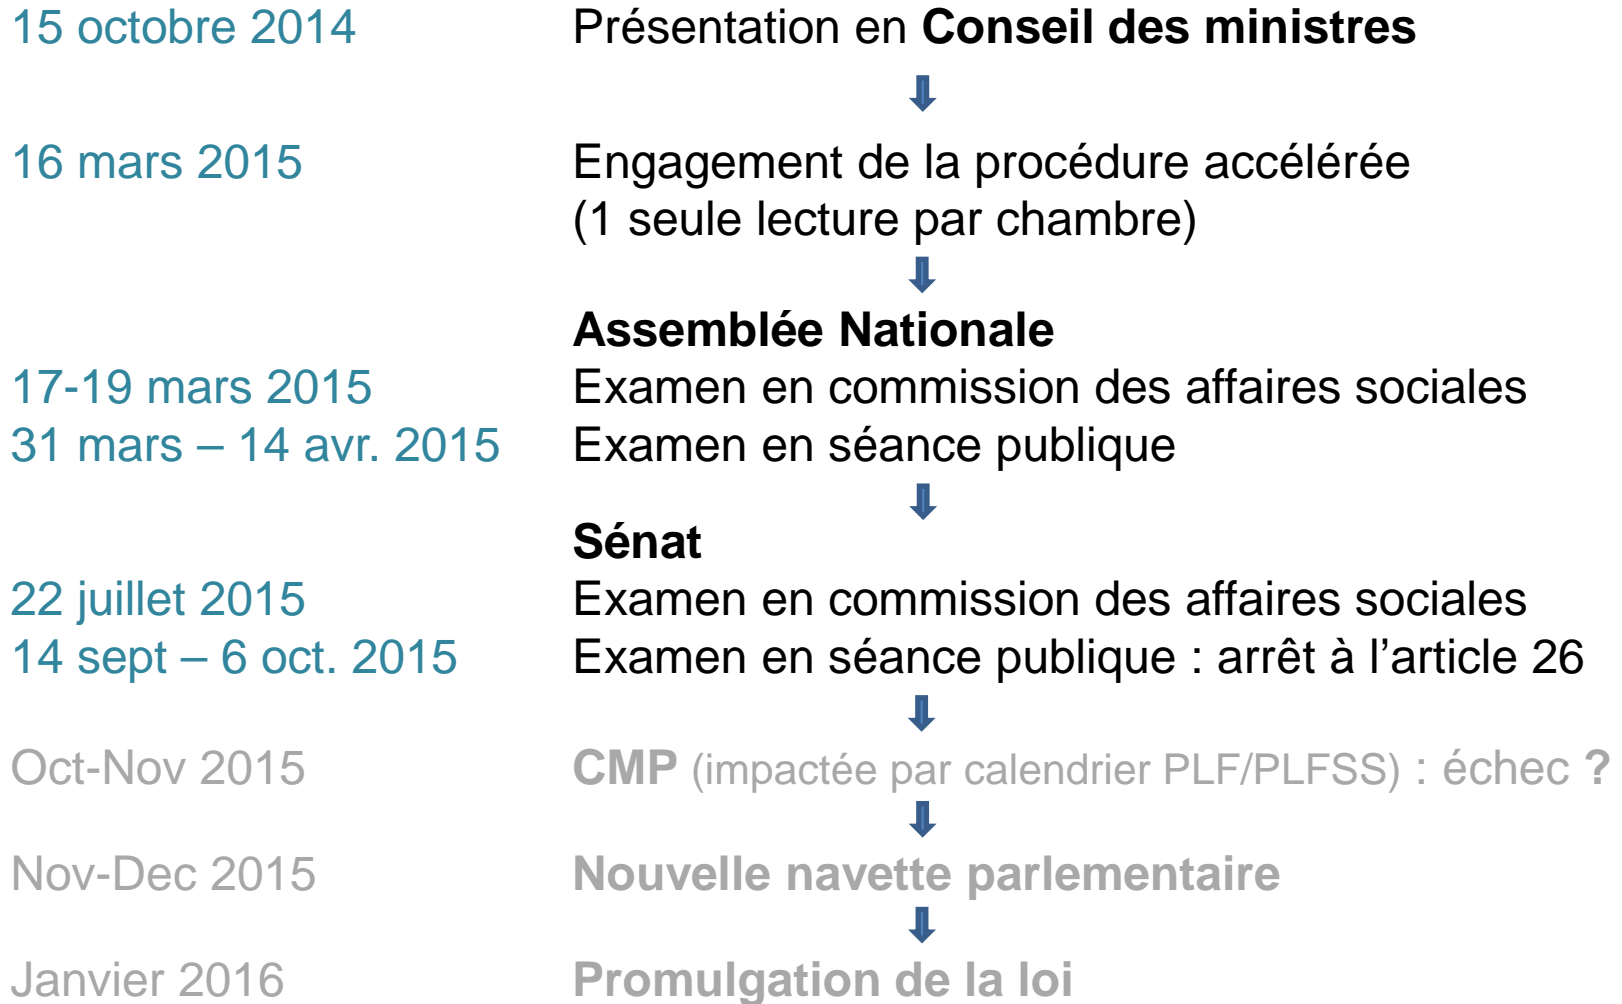 15 octobre 2014 Présentation en Conseil des ministres
16 mars 2015 Engagement de la procédure accélérée
(1 seule lecture par chambre)
Assemblée Nationale
17-19 mars 2015 Examen en commission des affaires sociales
31 mars – 14 avr. 2015 Examen en séance publique
Sénat
22 juillet 2015 Examen en commission des affaires sociales
14 sept – 6 oct. 2015 Examen en séance publique : arrêt à l’article 26
Oct-Nov 2015 CMP (impactée par calendrier PLF/PLFSS) : échec ?
Nov-Dec 2015 Nouvelle navette parlementaire
Janvier 2016 Promulgation de la loi